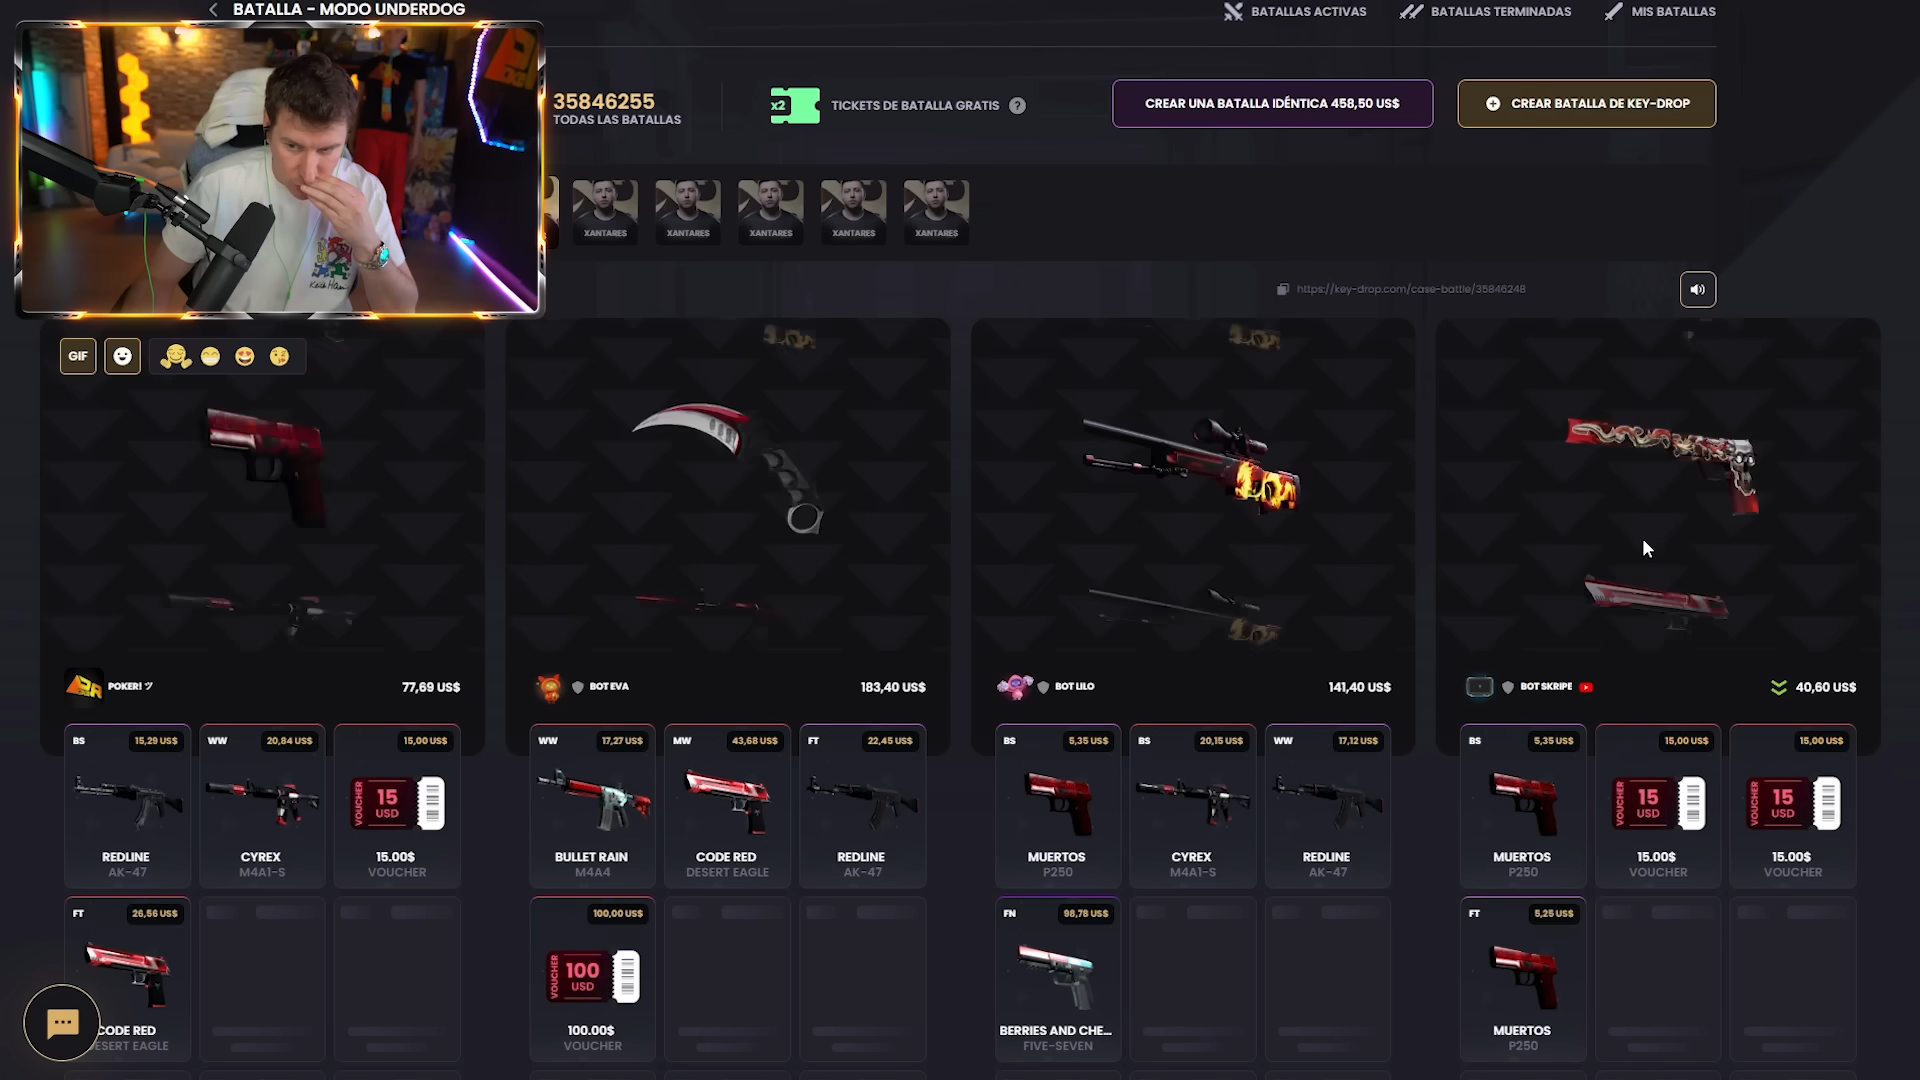 BATALLA - MODO UNDERDOG
BATALLAS ACTIVAS
BATALLAS TERMINADAS
MIS BATALLAS
35846255
TODAS LAS BATALLAS
x2
TICKETS DE BATALLA GRATIS
?
CREAR UNA BATALLA IDÉNTICA 458,50 US$
CREAR BATALLA DE KEY-DROP
XANTARES
XANTARES
XANTARES
XANTARES
XANTARES
https://key-drop.com/case-battle/35846248
GIF
POKER! ツ
77,69 US$
BOT EVA
183,40 US$
BOT LILO
141,40 US$
BOT SKRIPE
40,60 US$
BS
15,29 US$
REDLINE
AK-47
WW
20,84 US$
CYREX
M4A1-S
15,00 US$
VOUCHER
15
USD
15.00$
VOUCHER
WW
17,27 US$
BULLET RAIN
M4A4
MW
43,68 US$
CODE RED
DESERT EAGLE
FT
22,45 US$
REDLINE
AK-47
BS
5,35 US$
MUERTOS
P250
BS
20,15 US$
CYREX
M4A1-S
WW
17,12 US$
REDLINE
AK-47
BS
5,35 US$
MUERTOS
P250
15,00 US$
VOUCHER
15
USD
15.00$
VOUCHER
15,00 US$
VOUCHER
15
USD
15.00$
VOUCHER
FT
26,56 US$
CODE RED
DESERT EAGLE
100,00 US$
VOUCHER
100
USD
100.00$
VOUCHER
FN
98,78 US$
BERRIES AND CHE...
FIVE-SEVEN
FT
5,25 US$
MUERTOS
P250